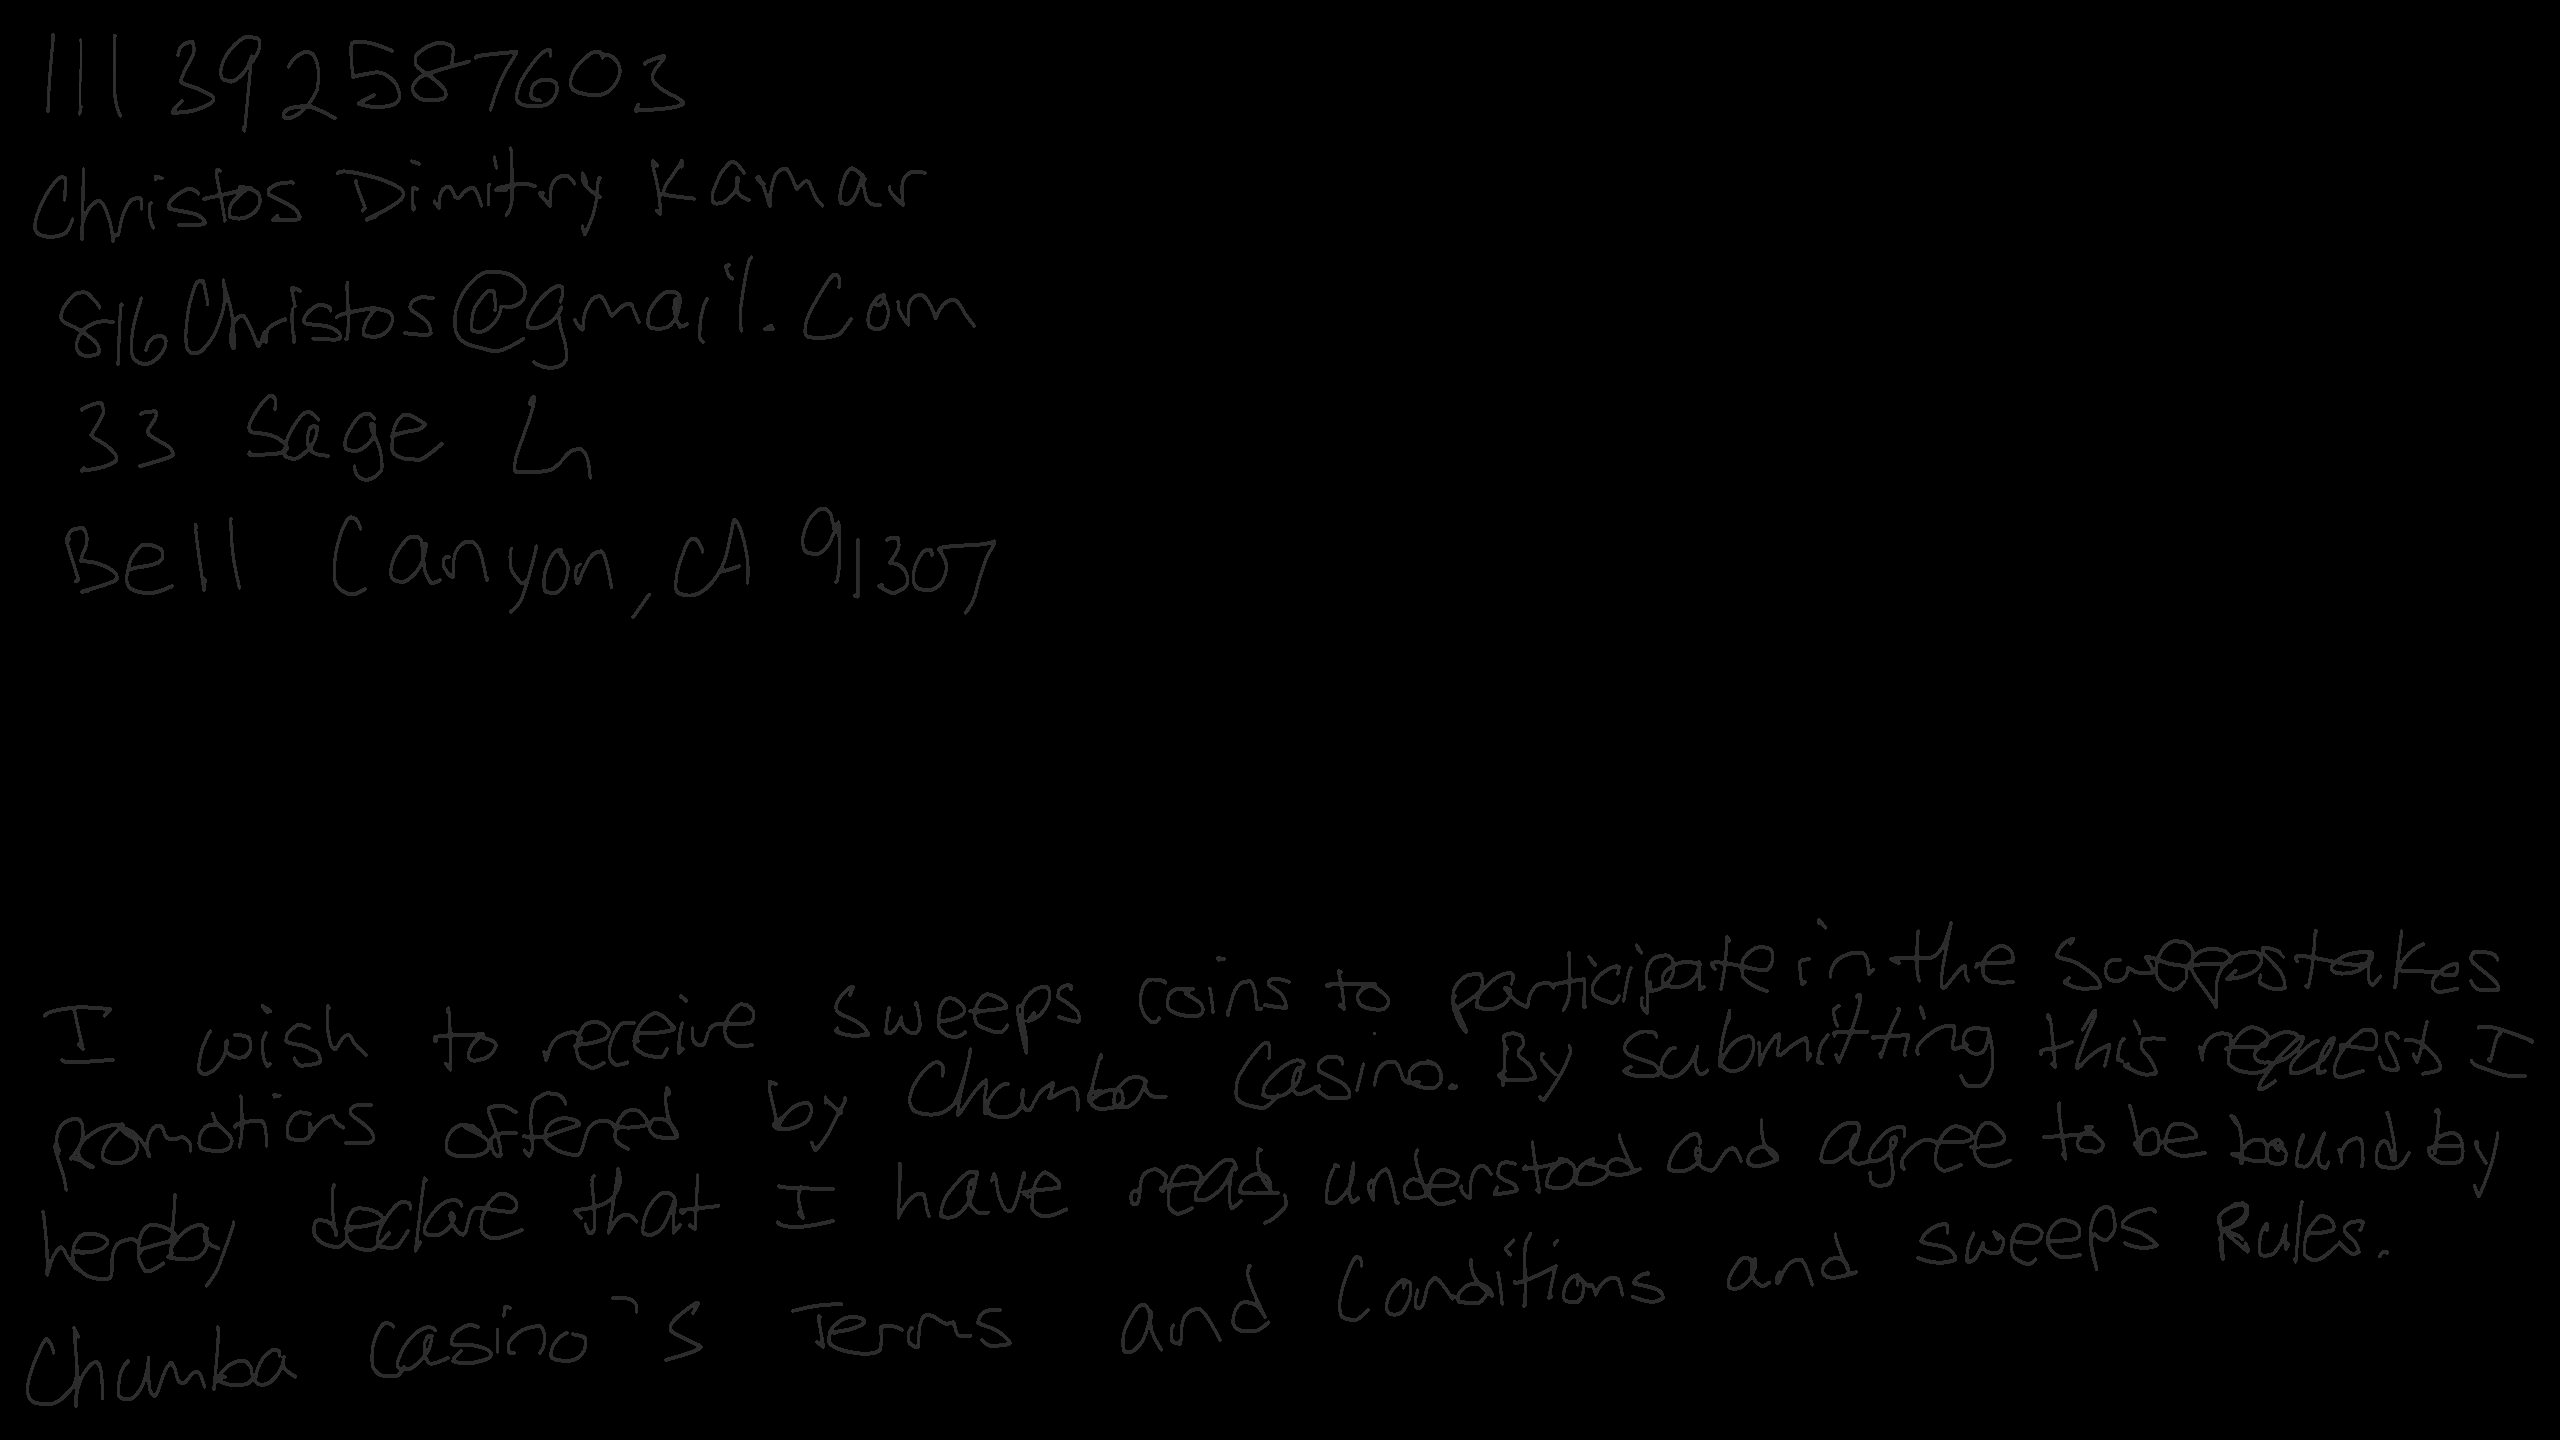 111 392587603
Christos Dimitry Kamar
816Christos@gmail.com
33 Sage Ln
Bell Canyon, CA 91307
I wish to receive sweeps coins to participate in the sweepstakes
promotions offered by Chumba Casino. By submitting this request, I
hereby declare that I have read, understood and agree to be bound by
Chumba Casino's Terms and Conditions and Sweeps Rules.